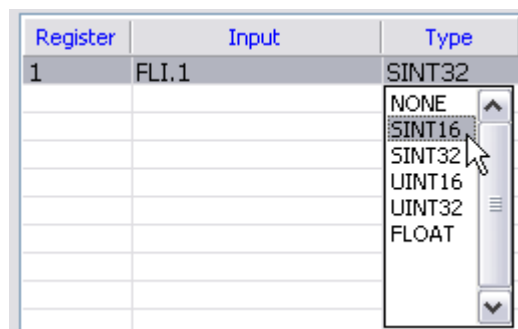 Register Input Type
1 FLI.1 SINT32
NONE
SINT16
SINT32
UINT16
UINT32
FLOAT